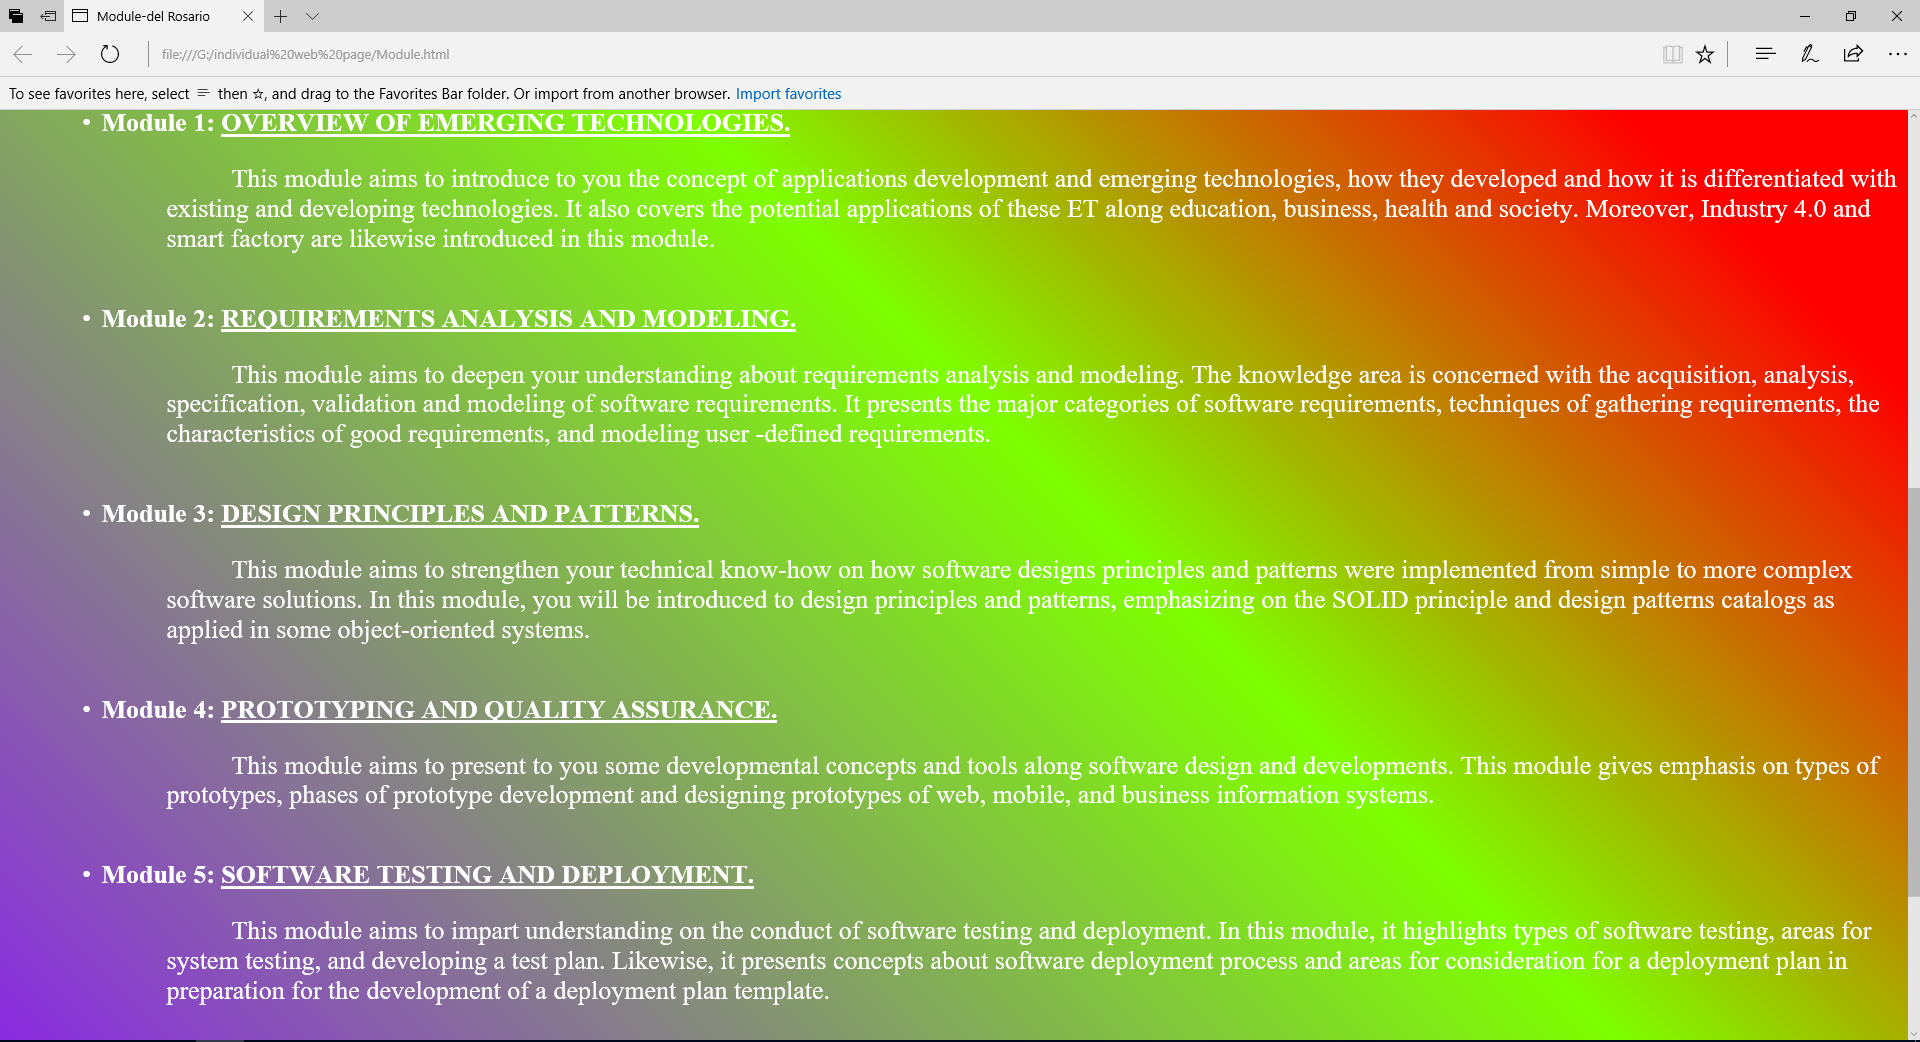 Module-del Rosario
file:///G:/individual%20web%20page/Module.html
To see favorites here, select then ☆, and drag to the Favorites Bar folder. Or import from another browser. Import favorites
• Module 1: OVERVIEW OF EMERGING TECHNOLOGIES.
This module aims to introduce to you the concept of applications development and emerging technologies, how they developed and how it is differentiated with
existing and developing technologies. It also covers the potential applications of these ET along education, business, health and society. Moreover, Industry 4.0 and
smart factory are likewise introduced in this module.
• Module 2: REQUIREMENTS ANALYSIS AND MODELING.
This module aims to deepen your understanding about requirements analysis and modeling. The knowledge area is concerned with the acquisition, analysis,
specification, validation and modeling of software requirements. It presents the major categories of software requirements, techniques of gathering requirements, the
characteristics of good requirements, and modeling user -defined requirements.
• Module 3: DESIGN PRINCIPLES AND PATTERNS.
This module aims to strengthen your technical know-how on how software designs principles and patterns were implemented from simple to more complex
software solutions. In this module, you will be introduced to design principles and patterns, emphasizing on the SOLID principle and design patterns catalogs as
applied in some object-oriented systems.
• Module 4: PROTOTYPING AND QUALITY ASSURANCE.
This module aims to present to you some developmental concepts and tools along software design and developments. This module gives emphasis on types of
prototypes, phases of prototype development and designing prototypes of web, mobile, and business information systems.
• Module 5: SOFTWARE TESTING AND DEPLOYMENT.
This module aims to impart understanding on the conduct of software testing and deployment. In this module, it highlights types of software testing, areas for
system testing, and developing a test plan. Likewise, it presents concepts about software deployment process and areas for consideration for a deployment plan in
preparation for the development of a deployment plan template.